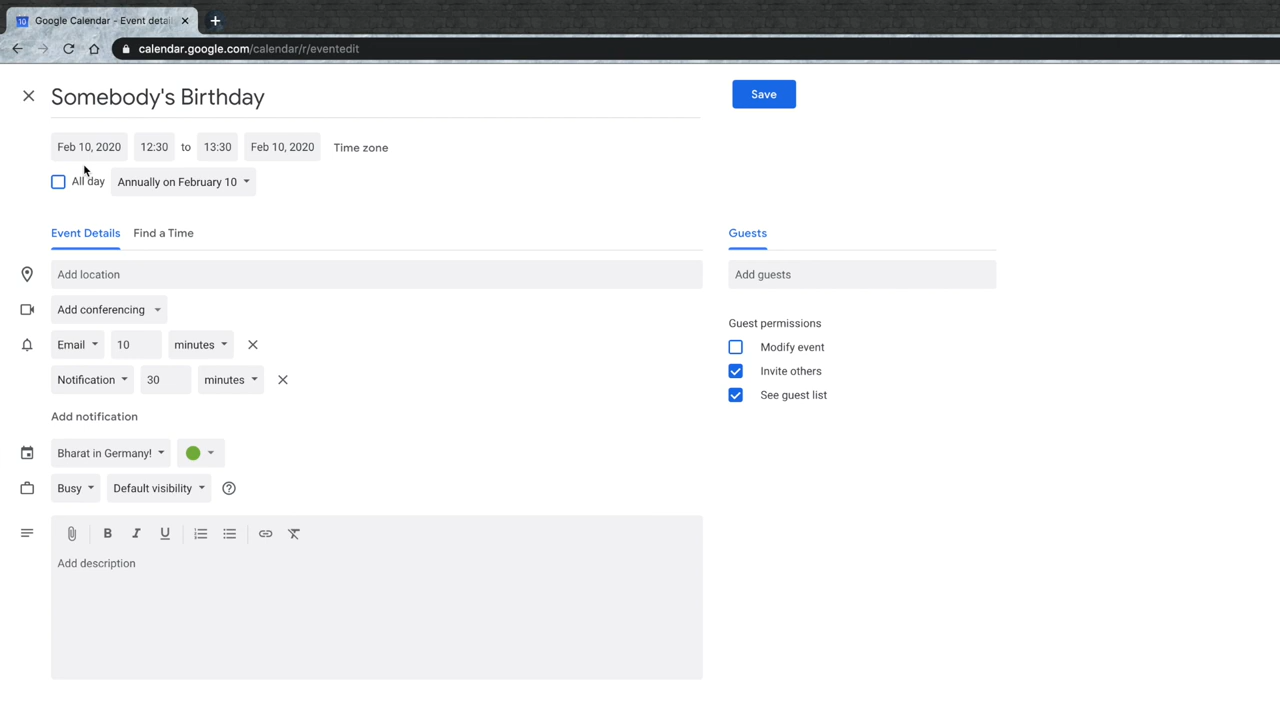 10 Google Calendar - Event detai
calendar.google.com/calendar/r/eventedit
Somebody's Birthday
Save
Feb 10, 2020 12:30 to 13:30 Feb 10, 2020 Time zone
All day Annually on February 10
Event Details Find a Time
Guests
Add location
Add guests
Add conferencing
Guest permissions
Email 10 minutes
Modify event
Invite others
Notification 30 minutes
See guest list
Add notification
Bharat in Germany!
Busy Default visibility
B I U
Add description